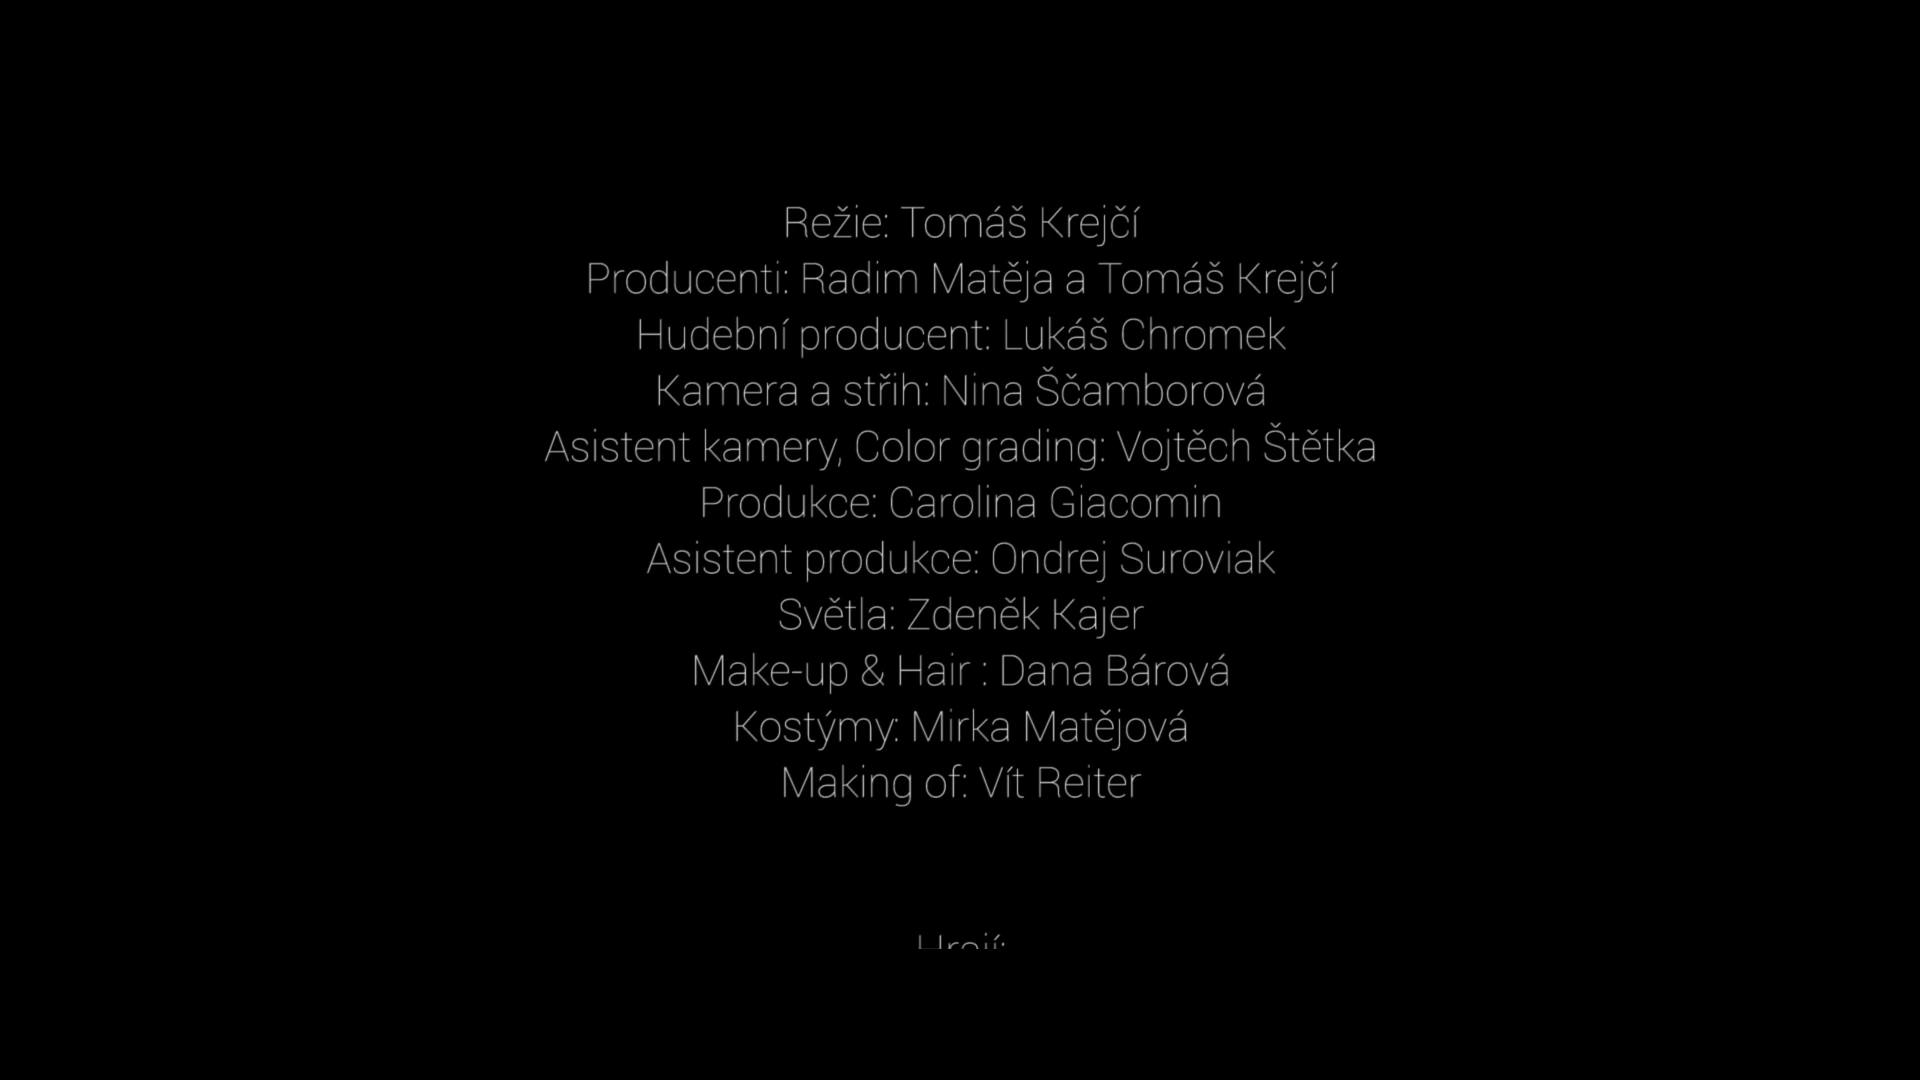 Režie: Tomáš Krejčí
Producenti: Radim Matěja a Tomáš Krejčí
Hudební producent: Lukáš Chromek
Kamera a střih: Nina Ščamborová
Asistent kamery, Color grading: Vojtěch Štětka
Produkce: Carolina Giacomin
Asistent produkce: Ondrej Suroviak
Světla: Zdeněk Kajer
Make-up & Hair : Dana Bárová
Kostýmy: Mirka Matějová
Making of: Vít Reiter
Hrají: